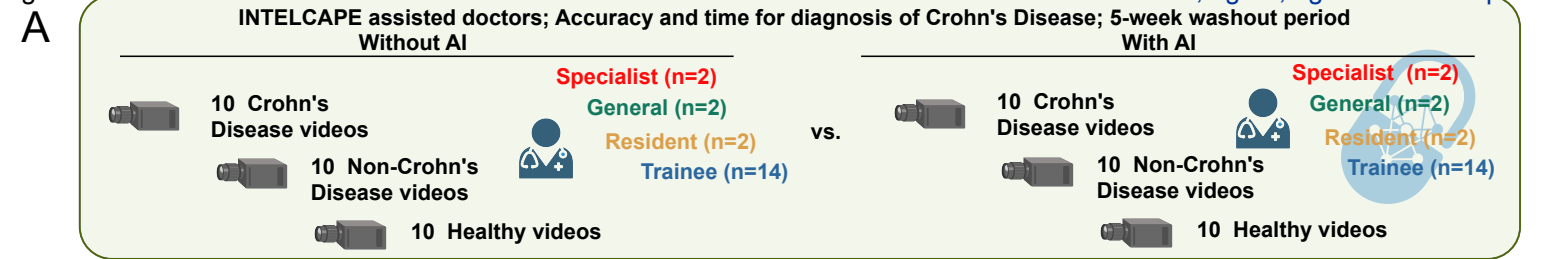 A
INTELCAPE assisted doctors; Accuracy and time for diagnosis of Crohn's Disease; 5-week washout period
Without AI
10 Crohn's
Disease videos
10 Non-Crohn's
Disease videos
10 Healthy videos
Specialist (n=2)
General (n=2)
Resident (n=2)
Trainee (n=14)
vs.
With AI
10 Crohn's
Disease videos
10 Non-Crohn's
Disease videos
10 Healthy videos
Specialist (n=2)
General (n=2)
Resident (n=2)
Trainee (n=14)